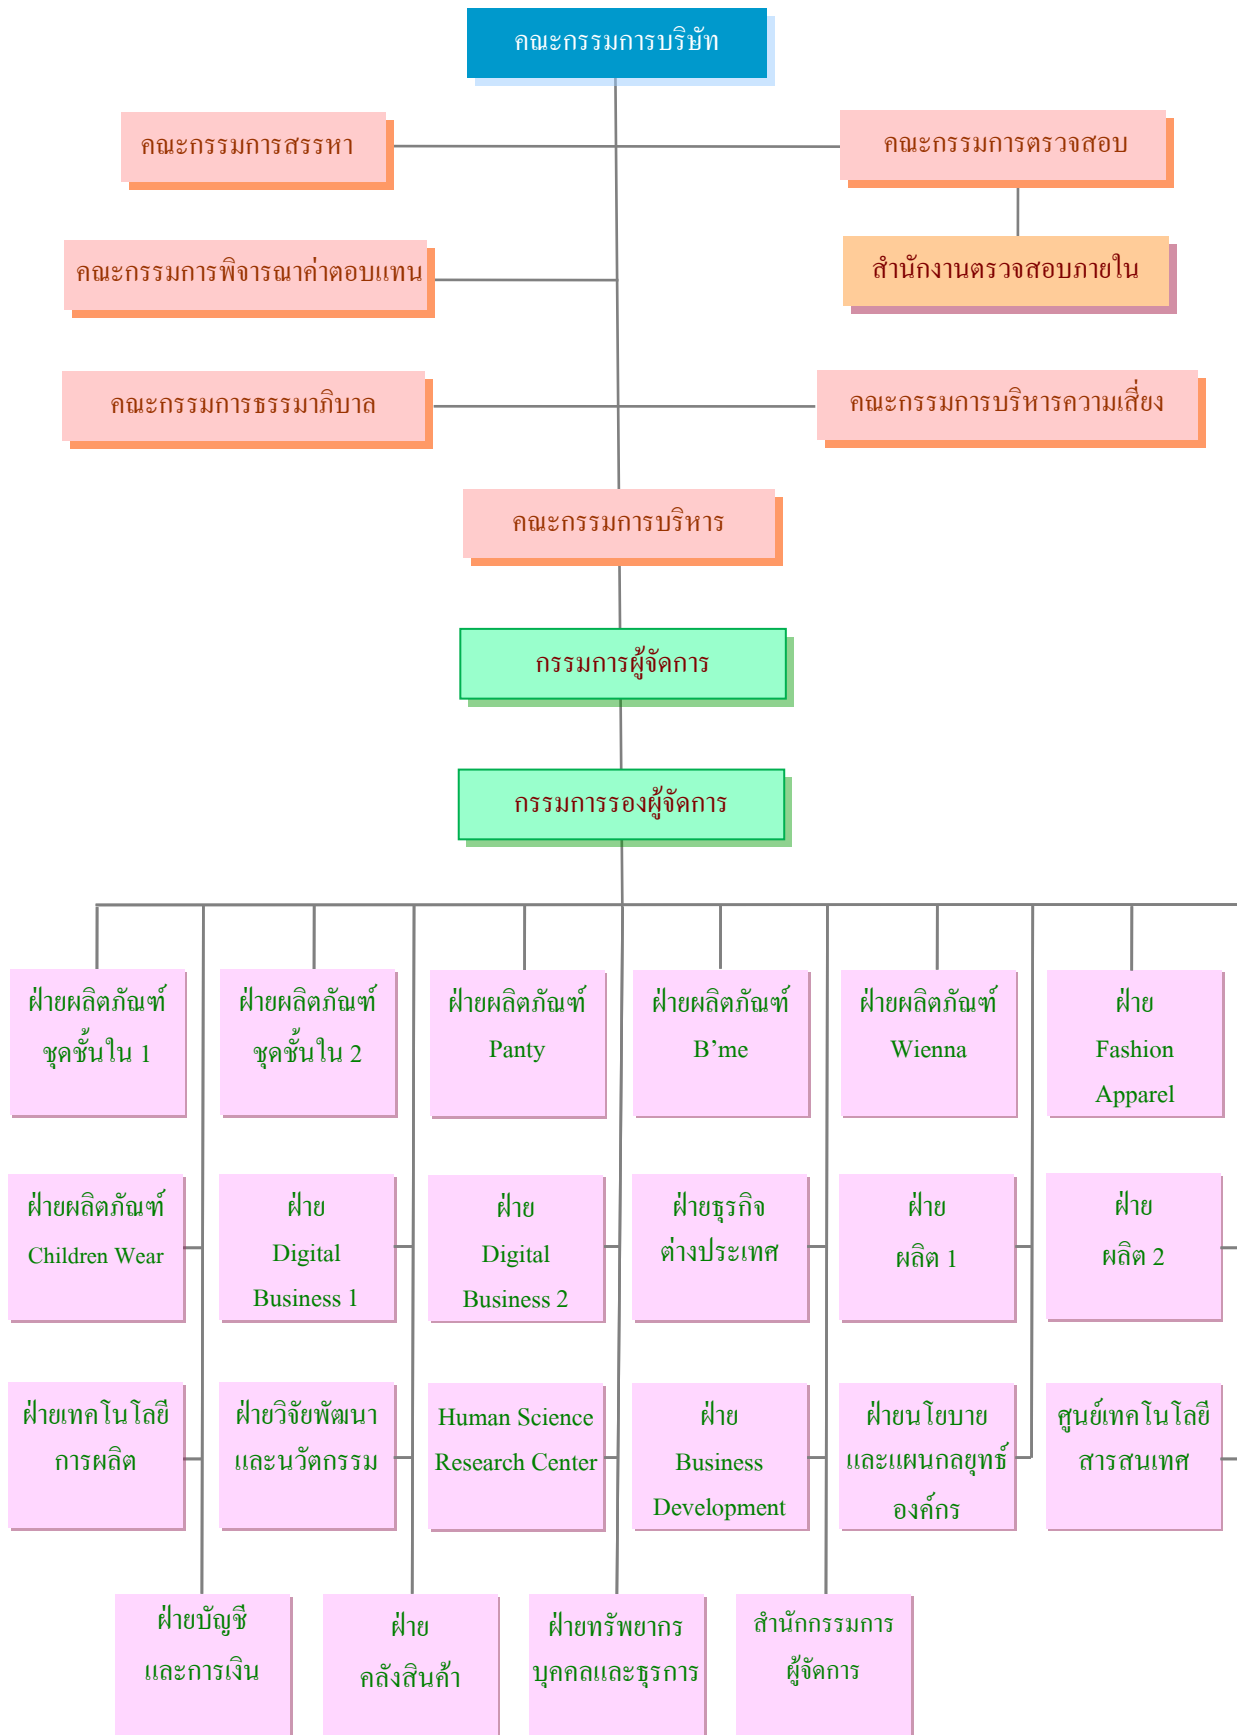 คณะกรรมการบริษัท
คณะกรรมการสรรหา
คณะกรรมการตรวจสอบ
คณะกรรมการพิจารณาค่าตอบแทน
สำนักงานตรวจสอบภายใน
คณะกรรมการธรรมาภิบาล
คณะกรรมการบริหารความเสี่ยง
คณะกรรมการบริหาร
กรรมการผู้จัดการ
กรรมการรองผู้จัดการ
ฝ่ายผลิตภัณฑ์
ชุดชั้นใน 1
ฝ่ายผลิตภัณฑ์
ชุดชั้นใน 2
ฝ่ายผลิตภัณฑ์
Panty
ฝ่ายผลิตภัณฑ์
B’me
ฝ่ายผลิตภัณฑ์
Wienna
ฝ่าย
Fashion
Apparel
ฝ่ายผลิตภัณฑ์
Children Wear
ฝ่าย
Digital
Business 1
ฝ่าย
Digital
Business 2
ฝ่ายธุรกิจ
ต่างประเทศ
ฝ่าย
ผลิต 1
ฝ่าย
ผลิต 2
ฝ่ายเทคโนโลยี
การผลิต
ฝ่ายวิจัยพัฒนา
และนวัตกรรม
Human Science
Research Center
ฝ่าย
Business
Development
ฝ่ายนโยบาย
และแผนกลยุทธ์
องค์กร
ศูนย์เทคโนโลยี
สารสนเทศ
ฝ่ายบัญชี
และการเงิน
ฝ่าย
คลังสินค้า
ฝ่ายทรัพยากร
บุคคลและธุรการ
สำนักกรรมการ
ผู้จัดการ